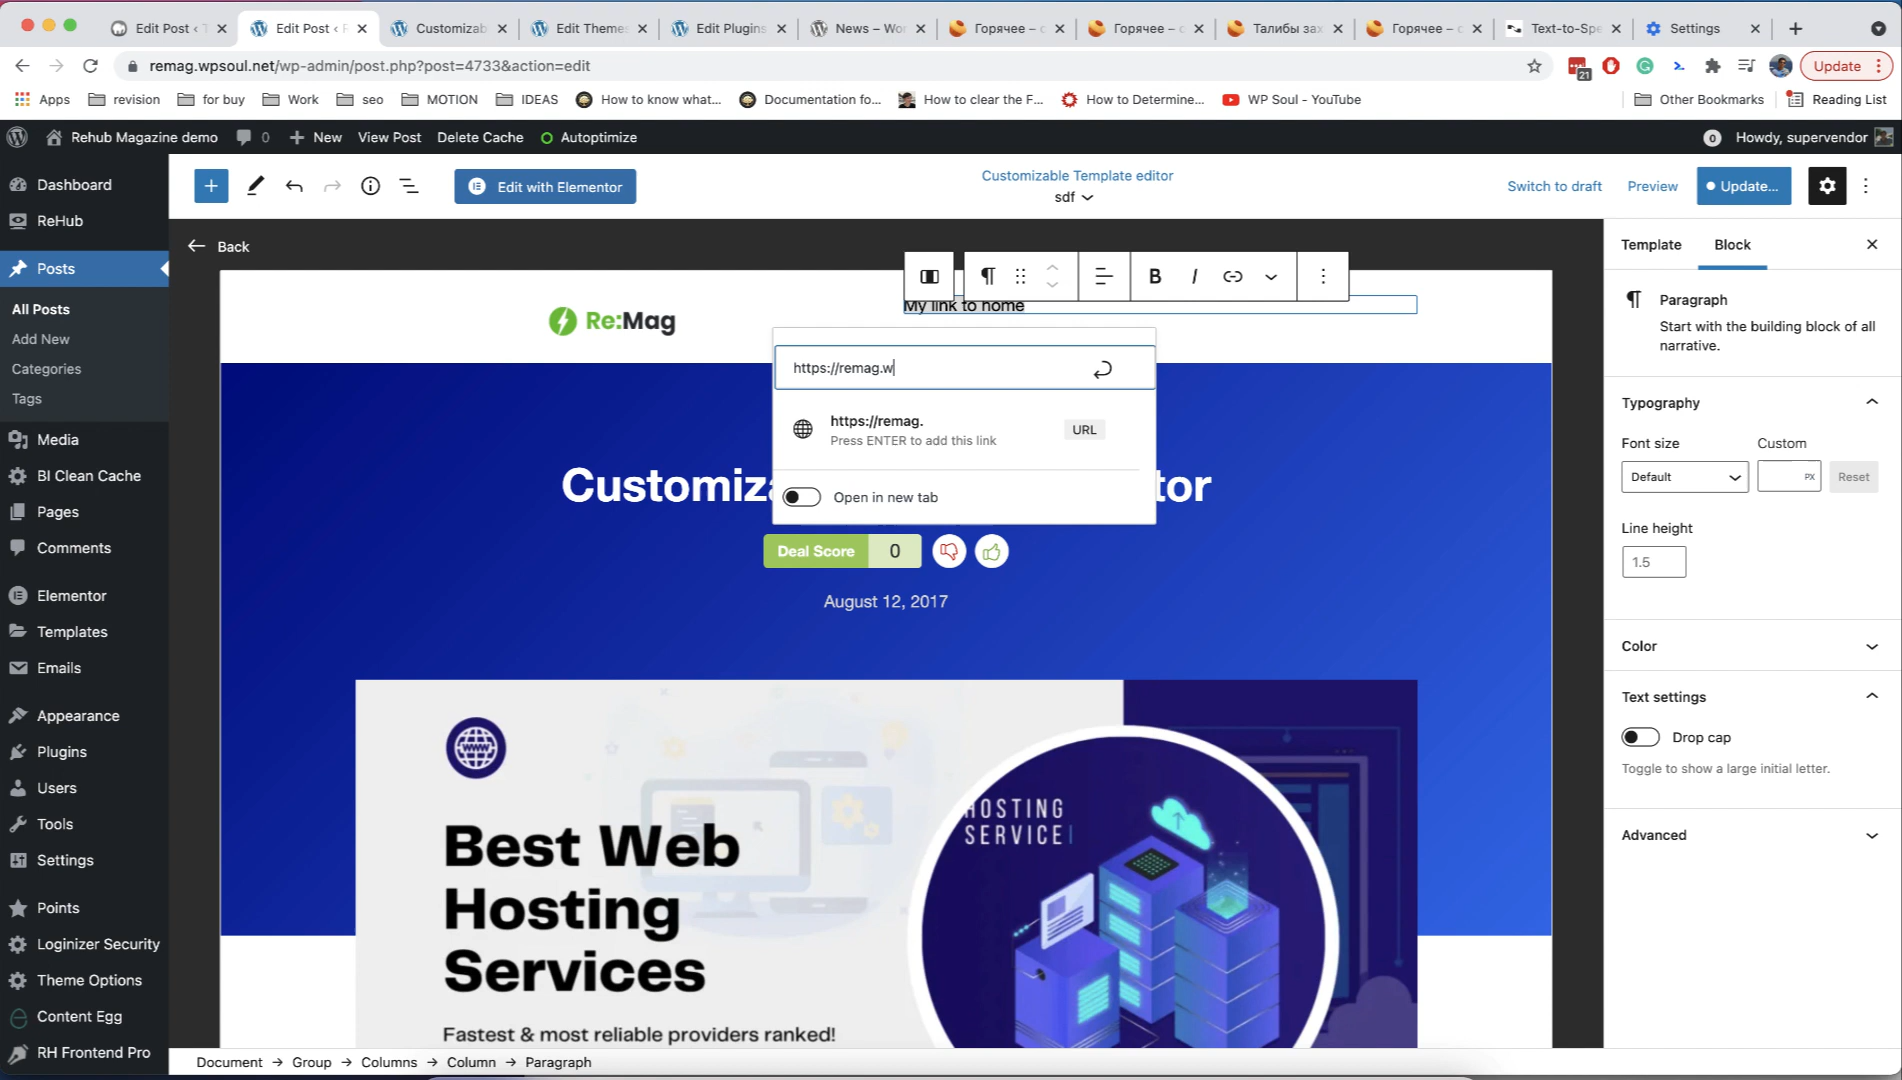 Edit Post ‹ T
Edit Post ‹ R
Customizab
Edit Themes
Edit Plugins
News – Wo
Горячее – с
Горячее – с
Талибы зах
Горячее – с
Text-to-Spe
Settings
remag.wpsoul.net/wp-admin/post.php?post=4733&action=edit
21
Update
Apps
revision
for buy
Work
seo
MOTION
IDEAS
How to know what...
Documentation fo...
How to clear the F...
How to Determine...
WP Soul - YouTube
Other Bookmarks
Reading List
Rehub Magazine demo
0
New
View Post
Delete Cache
Autoptimize
0
Howdy, supervendor
Dashboard
ReHub
Posts
All Posts
Add New
Categories
Tags
Media
BI Clean Cache
Pages
Comments
Elementor
Templates
Emails
Appearance
Plugins
Users
Tools
Settings
Points
Loginizer Security
Theme Options
Content Egg
RH Frontend Pro
Edit with Elementor
Customizable Template editor
sdf
Switch to draft
Preview
Update...
Back
B
I
Re:Mag
My link to home
https://remag.w
https://remag.
Press ENTER to add this link
URL
Open in new tab
Customiza
tor
Deal Score
0
August 12, 2017
www
Best Web
Hosting
Services
Fastest & most reliable providers ranked!
HOSTING
SERVICE
Template
Block
Paragraph
Start with the building block of all
narrative.
Typography
Font size
Custom
Default
PX
Reset
Line height
1.5
Color
Text settings
Drop cap
Toggle to show a large initial letter.
Advanced
Document → Group → Columns → Column → Paragraph